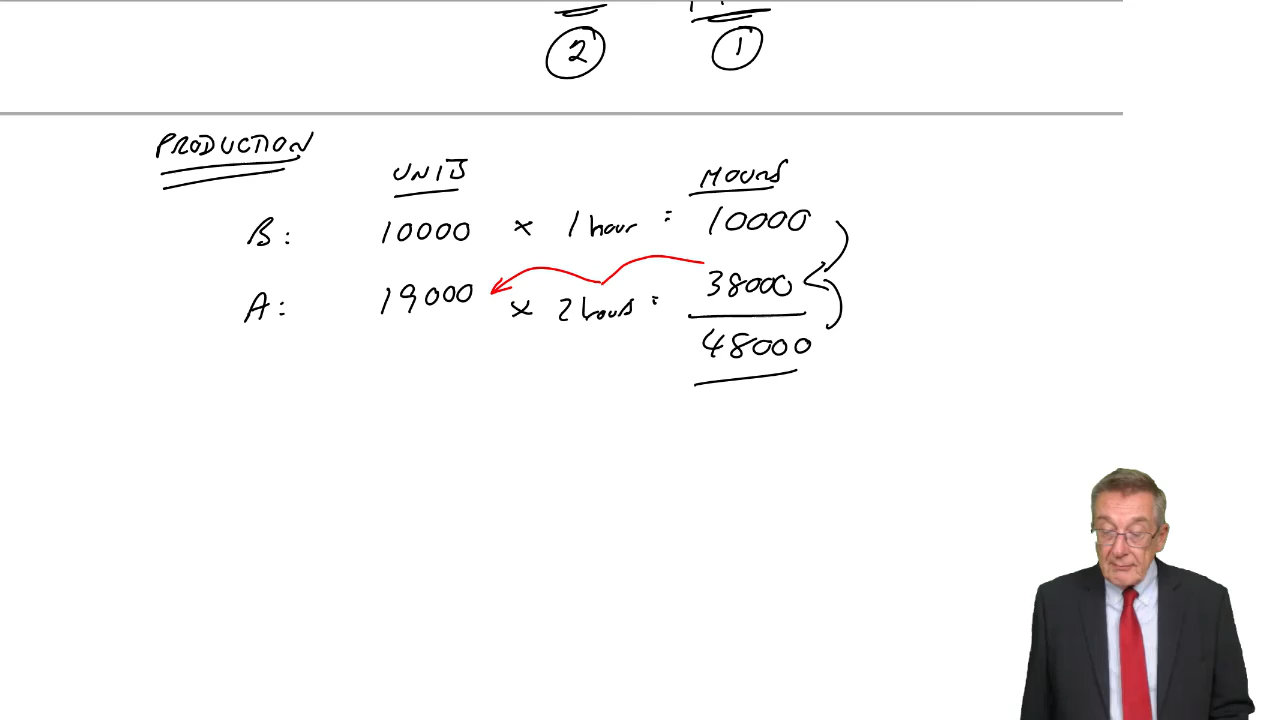 2 1
PRODUCTION
UNITS HOURS
B: 10000 × 1 hour = 10000
A: 19000 × 2 hours = 38000
48000